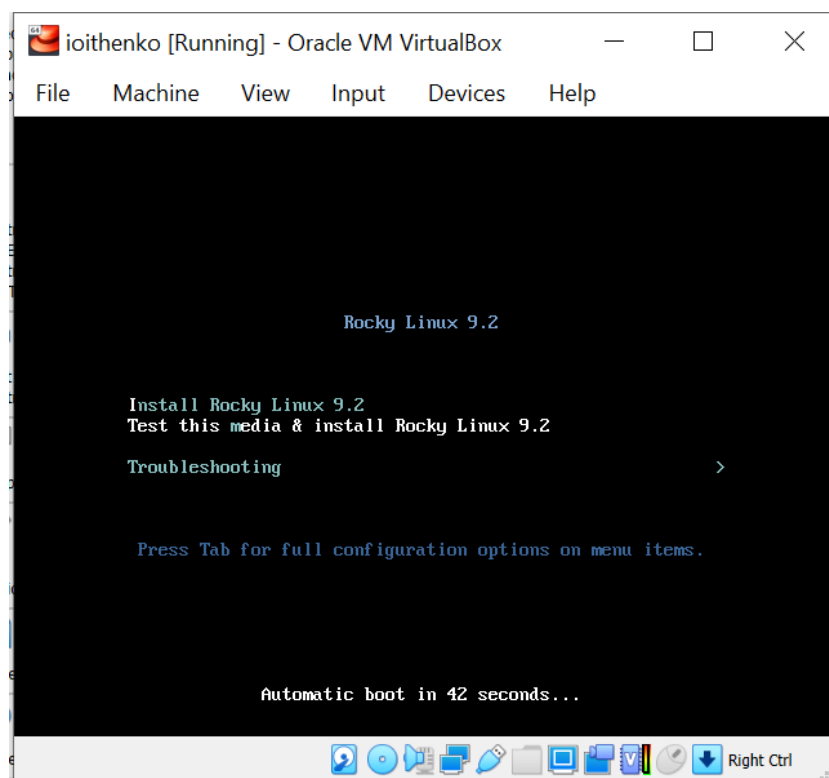 64
ioithenko [Running] - Oracle VM VirtualBox
File Machine View Input Devices Help
Rocky Linux 9.2
Install Rocky Linux 9.2
Test this media & install Rocky Linux 9.2
Troubleshooting >
Press Tab for full configuration options on menu items.
Automatic boot in 42 seconds...
V Right Ctrl